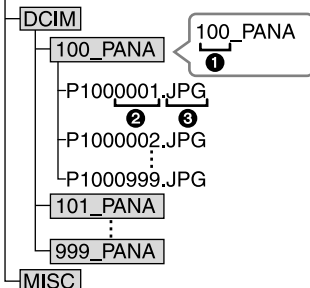 DCIM
100_PANA
100_PANA
❶
P1000001.JPG
❷ ❸
P1000002.JPG
P1000999.JPG
101_PANA
999_PANA
MISC